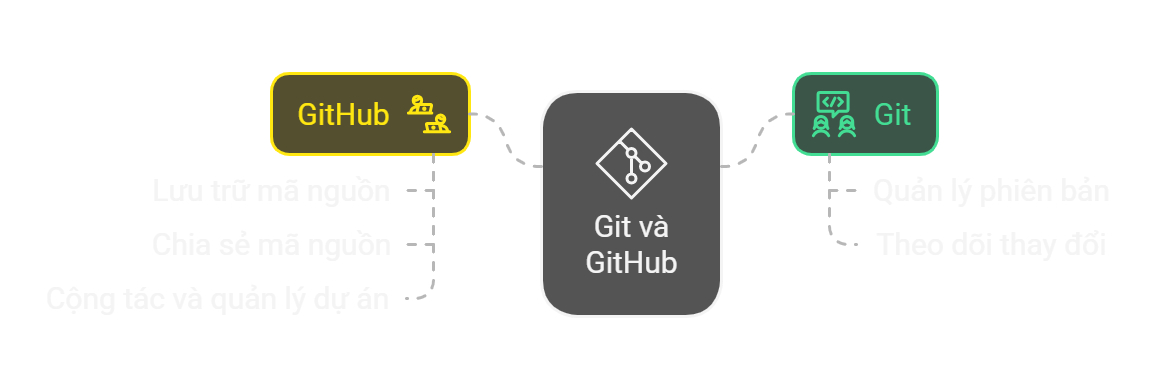 GitHub
Lưu trữ mã nguồn
Chia sẻ mã nguồn
Cộng tác và quản lý dự án
Git và
GitHub
Git
Quản lý phiên bản
Theo dõi thay đổi